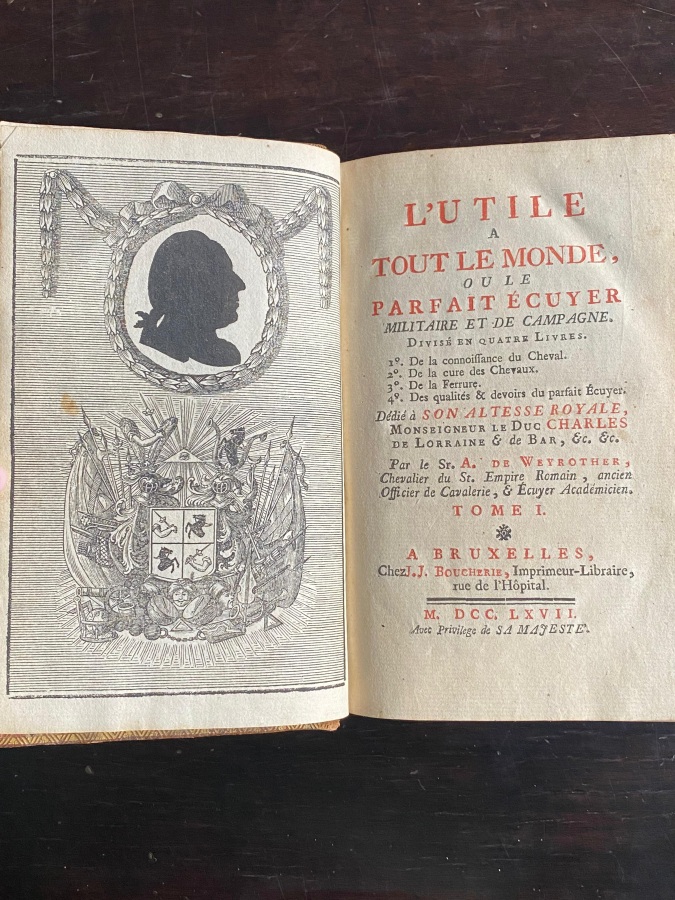 L'UTILE
A
TOUT LE MONDE,
OU LE
PARFAIT ÉCUYER
MILITAIRE ET DE CAMPAGNE.
DIVISÉ EN QUATRE LIVRES.
1º. De la connoiſſance du Cheval.
2º. De la cure des Chevaux.
3º. De la Ferrure.
4º. Des qualités & devoirs du parfait Écuyer.
Dédié à SON ALTESSE ROYALE,
MONSEIGNEUR LE DUC CHARLES
DE LORRAINE & de BAR, &c. &c.
Par le Sr. A. DE WEYROTHER,
Chevalier du St. Empire Romain, ancien
Officier de Cavalerie, & Écuyer Académicien.
TOME I.
A BRUXELLES,
Chez J. J. BOUCHERIE, Imprimeur-Libraire,
rue de l'Hôpital.
M. DCC. LXVII.
Avec Privilege de SA MAJESTÉ.